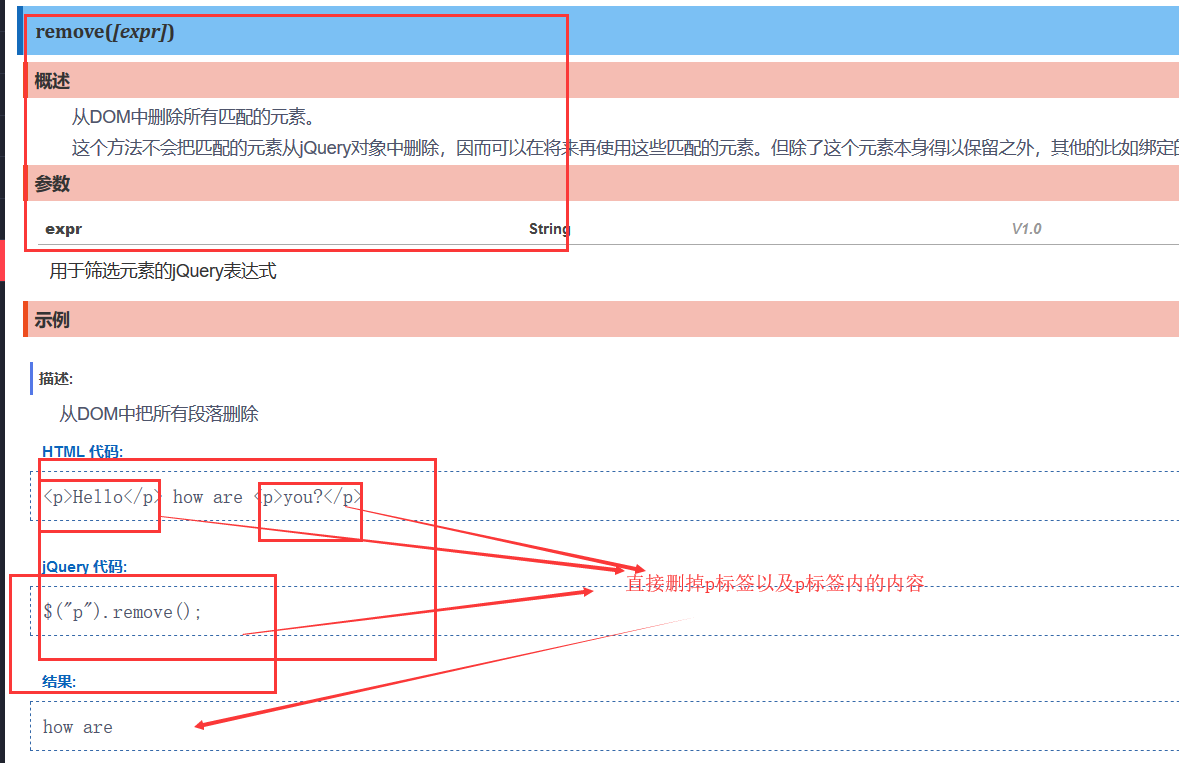 remove([expr])
概述
从DOM中删除所有匹配的元素。
这个方法不会把匹配的元素从jQuery对象中删除，因而可以在将来再使用这些匹配的元素。但除了这个元素本身得以保留之外，其他的比如绑定的
参数
expr String V1.0
用于筛选元素的jQuery表达式
示例
描述:
从DOM中把所有段落删除
HTML 代码:
<p>Hello</p> how are <p>you?</p>
jQuery 代码:
直接删掉p标签以及p标签内的内容
$("p").remove();
结果:
how are